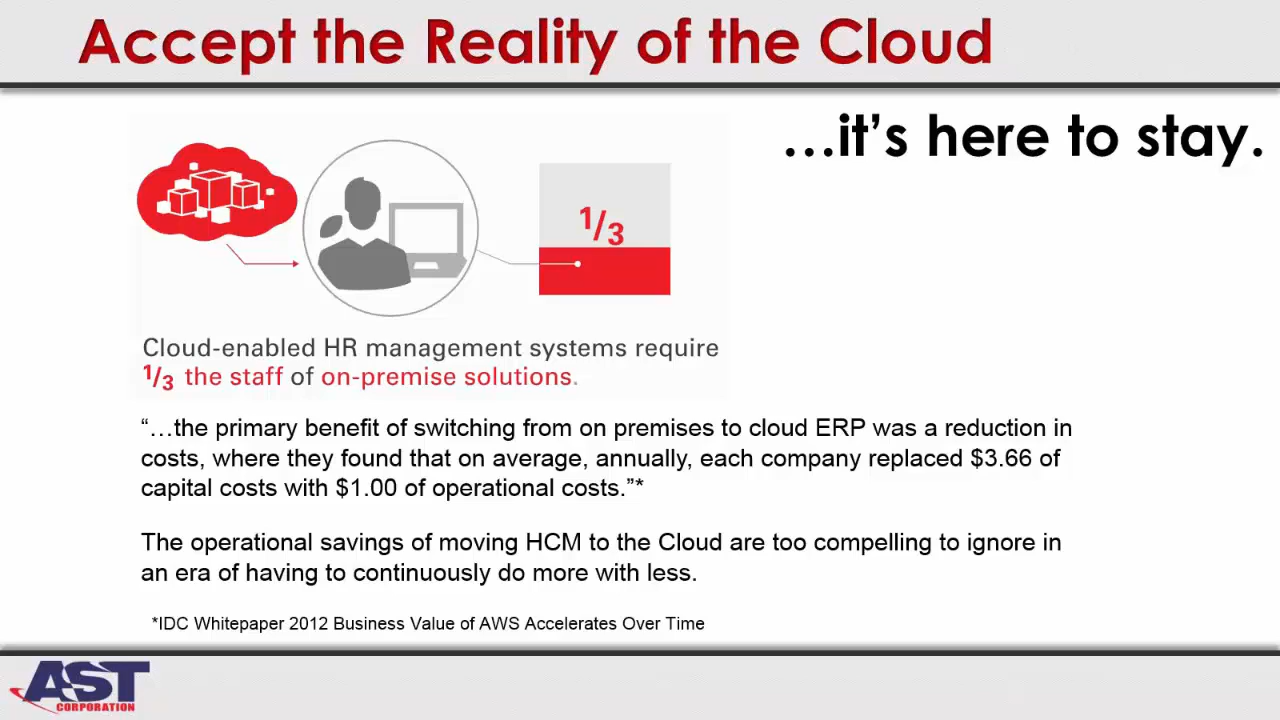 Accept the Reality of the Cloud
…it’s here to stay.
1/3
Cloud-enabled HR management systems require
1/3 the staff of on-premise solutions.
“…the primary benefit of switching from on premises to cloud ERP was a reduction in
costs, where they found that on average, annually, each company replaced $3.66 of
capital costs with $1.00 of operational costs.”*
The operational savings of moving HCM to the Cloud are too compelling to ignore in
an era of having to continuously do more with less.
*IDC Whitepaper 2012 Business Value of AWS Accelerates Over Time
AST
CORPORATION